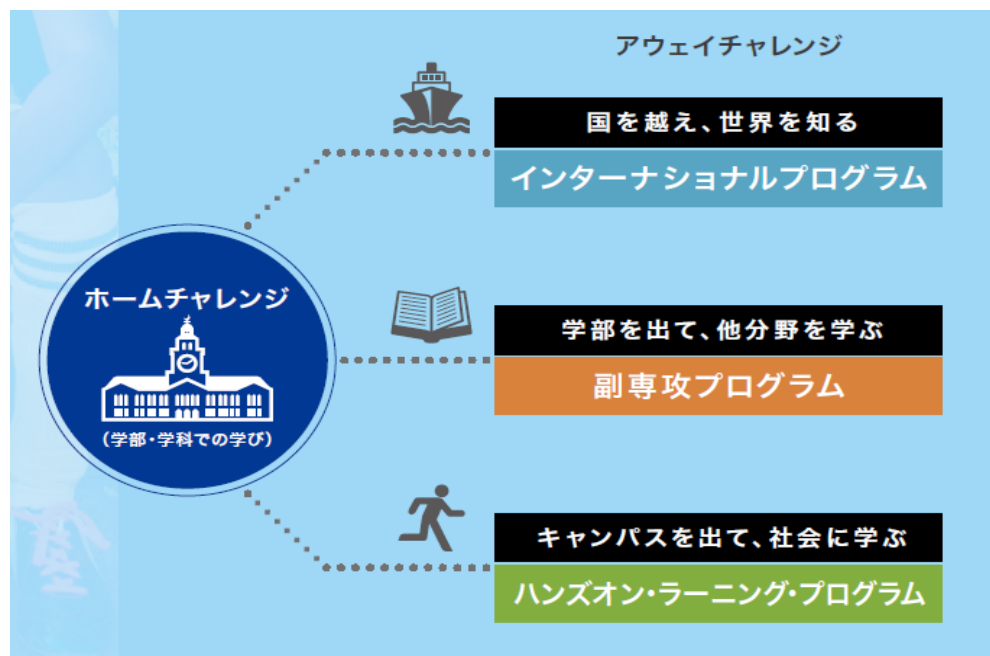 アウェイチャレンジ
国を越え、世界を知る
インターナショナルプログラム
ホームチャレンジ
(学部・学科での学び)
学部を出て、他分野を学ぶ
副専攻プログラム
キャンパスを出て、社会に学ぶ
ハンズオン・ラーニング・プログラム